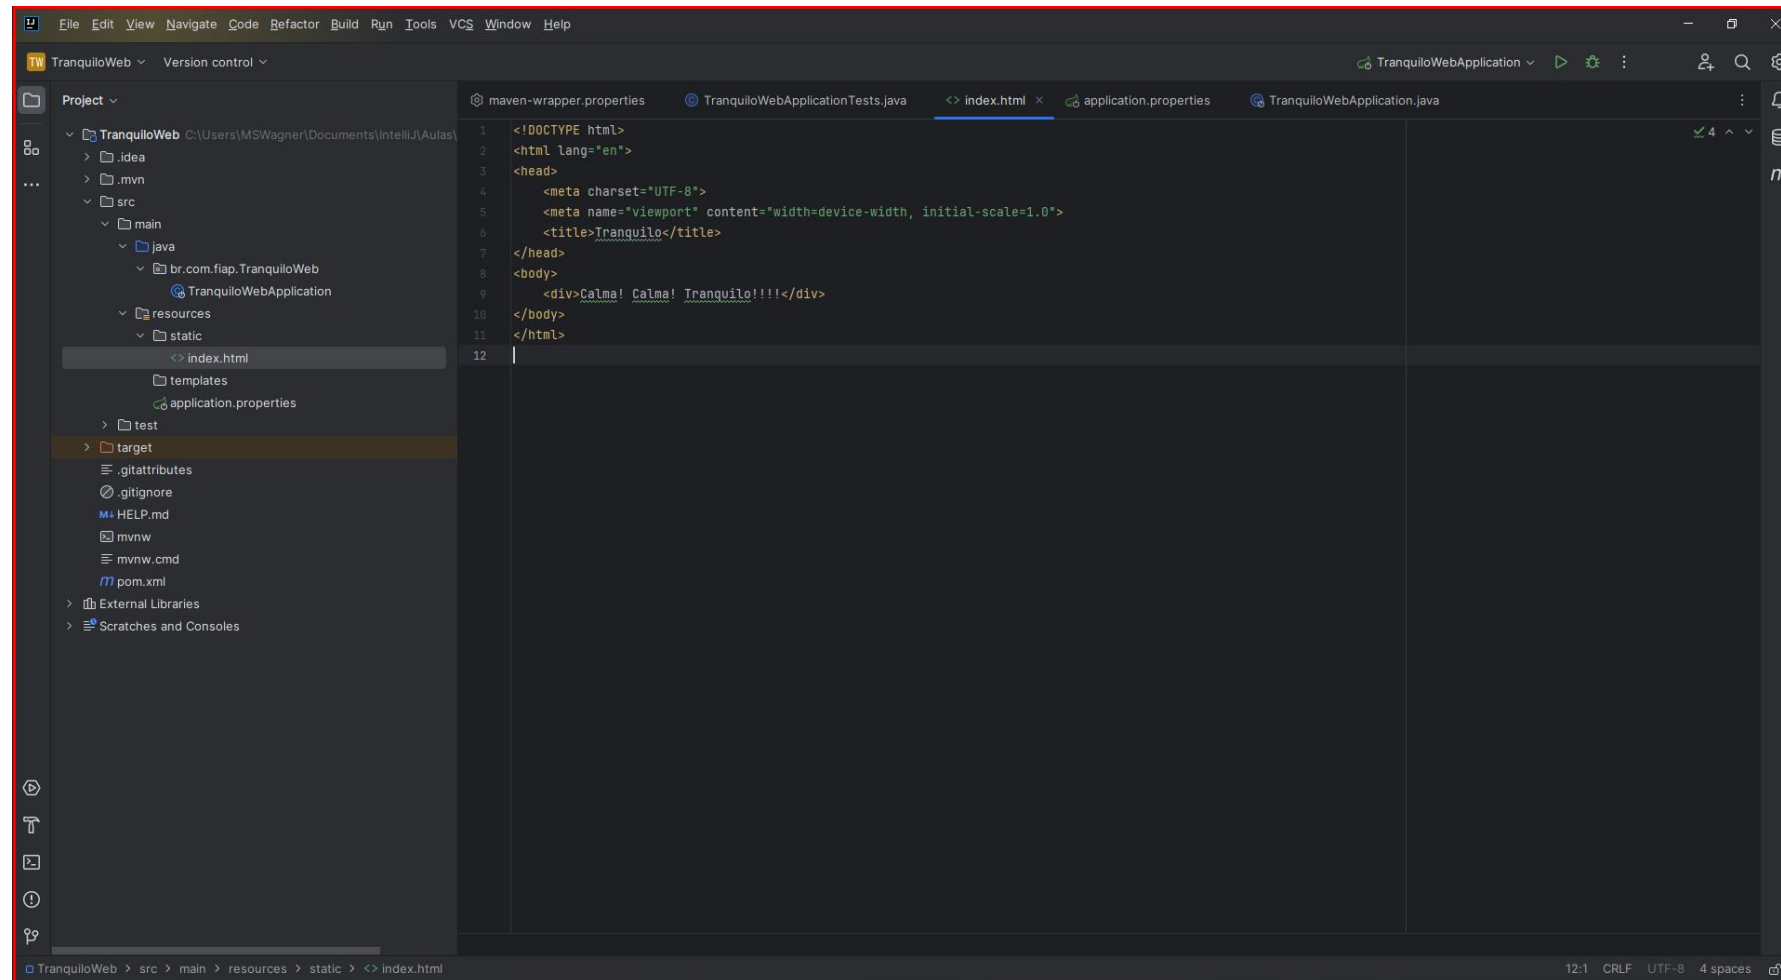 File Edit View Navigate Code Refactor Build Run Tools VCS Window Help
TW TranquiloWeb Version control TranquiloWebApplication
Project
maven-wrapper.properties TranquiloWebApplicationTests.java <> index.html × application.properties TranquiloWebApplication.java
TranquiloWeb C:\Users\MSWagner\Documents\IntelliJ\Aulas\
.idea
.mvn
src
main
java
br.com.fiap.TranquiloWeb
TranquiloWebApplication
resources
static
<> index.html
templates
application.properties
test
target
.gitattributes
.gitignore
M↓ HELP.md
mvnw
mvnw.cmd
m pom.xml
External Libraries
Scratches and Consoles
1 <!DOCTYPE html>
2 <html lang="en">
3 <head>
4 <meta charset="UTF-8">
5 <meta name="viewport" content="width=device-width, initial-scale=1.0">
6 <title>Tranquilo</title>
7 </head>
8 <body>
9 <div>Calma! Calma! Tranquilo!!!!</div>
10 </body>
11 </html>
12
4
TranquiloWeb > src > main > resources > static > <> index.html
12:1 CRLF UTF-8 4 spaces